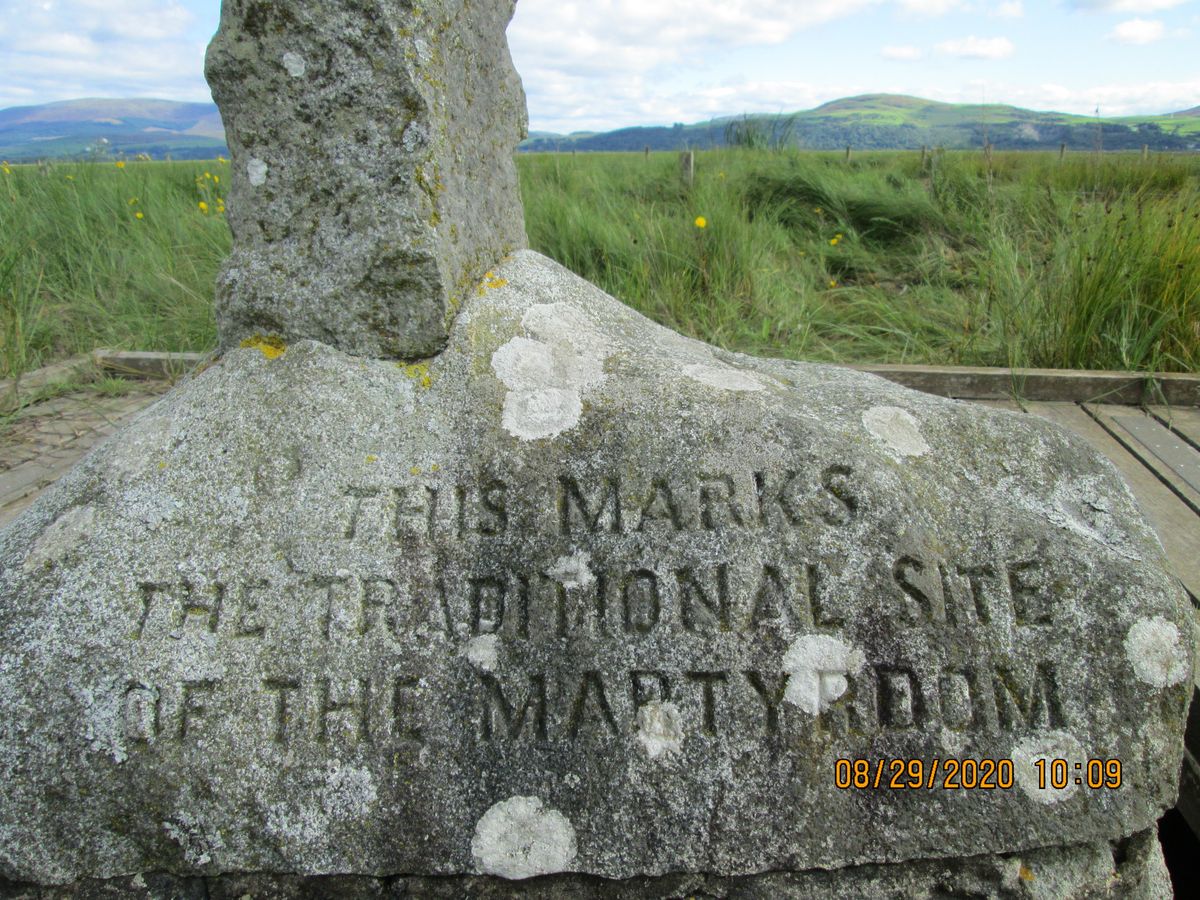 THIS MARKS
THE TRADITIONAL SITE
OF THE MARTYRDOM
08/29/2020 10:09